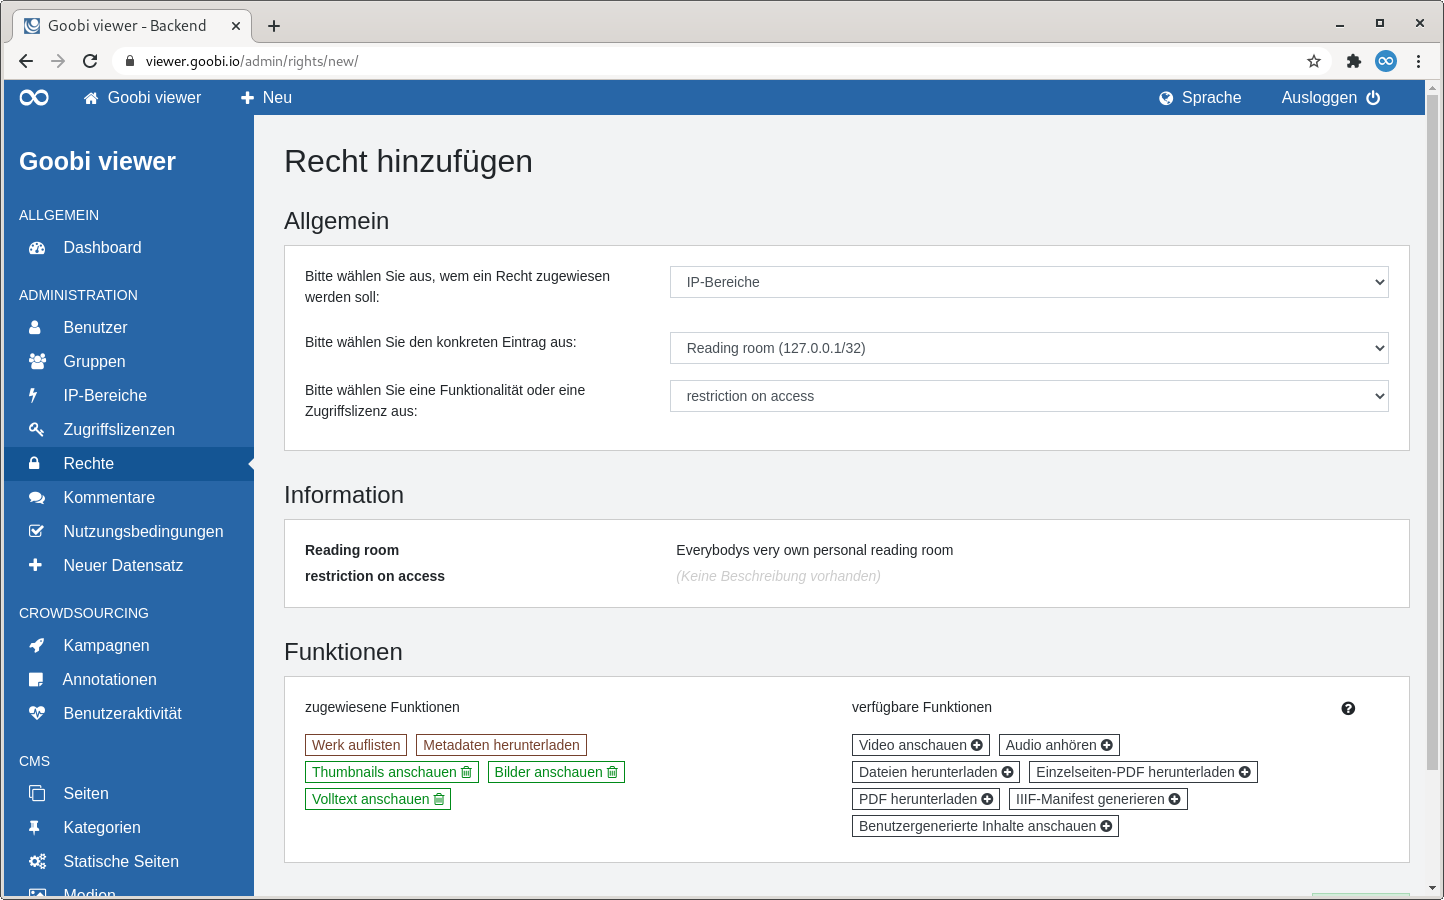 Goobi viewer - Backend
viewer.goobi.io/admin/rights/new/
Goobi viewer
Neu
Sprache
Ausloggen
Goobi viewer
ALLGEMEIN
Dashboard
ADMINISTRATION
Benutzer
Gruppen
IP-Bereiche
Zugriffslizenzen
Rechte
Kommentare
Nutzungsbedingungen
Neuer Datensatz
CROWDSOURCING
Kampagnen
Annotationen
Benutzeraktivität
CMS
Seiten
Kategorien
Statische Seiten
Medien
Recht hinzufügen
Allgemein
Bitte wählen Sie aus, wem ein Recht zugewiesen
werden soll:
IP-Bereiche
Bitte wählen Sie den konkreten Eintrag aus:
Reading room (127.0.0.1/32)
Bitte wählen Sie eine Funktionalität oder eine
Zugriffslizenz aus:
restriction on access
Information
Reading room
Everybodys very own personal reading room
restriction on access
(Keine Beschreibung vorhanden)
Funktionen
zugewiesene Funktionen
Werk auflisten
Metadaten herunterladen
Thumbnails anschauen
Bilder anschauen
Volltext anschauen
verfügbare Funktionen
Video anschauen
Audio anhören
Dateien herunterladen
Einzelseiten-PDF herunterladen
PDF herunterladen
IIIF-Manifest generieren
Benutzergenerierte Inhalte anschauen